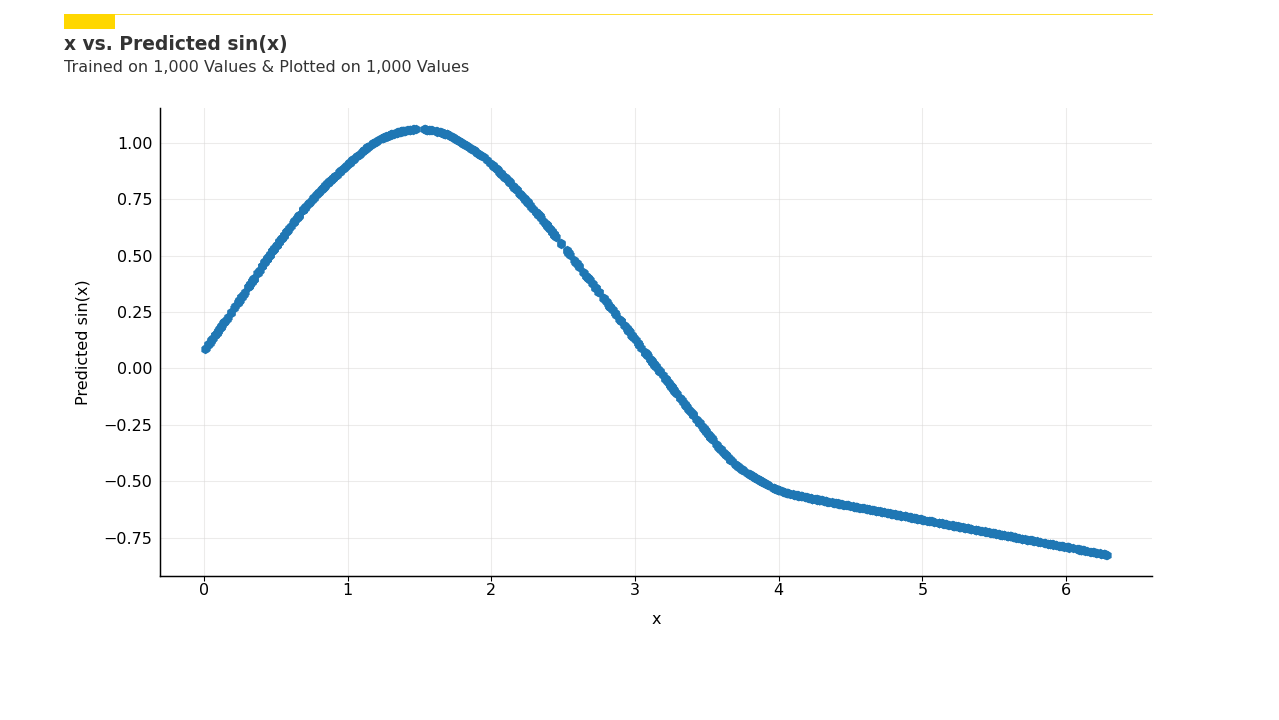 x vs. Predicted sin(x)
Trained on 1,000 Values & Plotted on 1,000 Values
Predicted sin(x)
1.00
0.75
0.50
0.25
0.00
−0.25
−0.50
−0.75
0 1 2 3 4 5 6
x